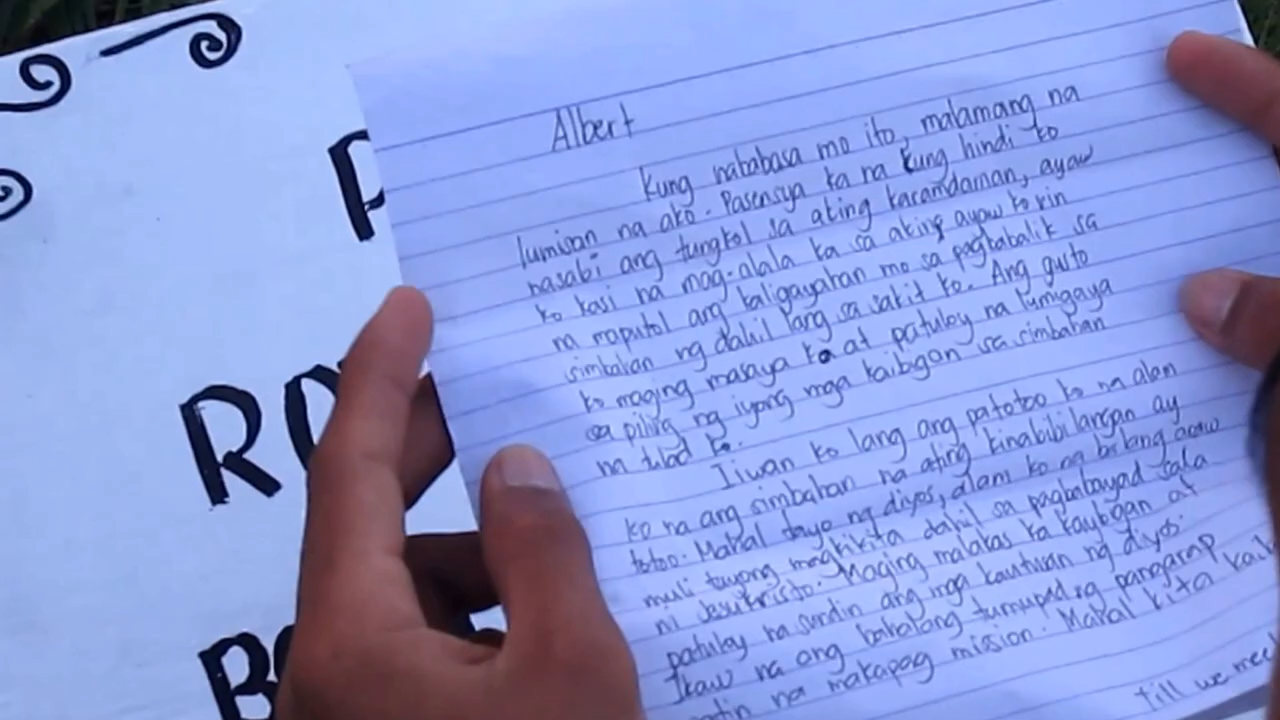 P
RO
BO
Albert
Kung nababasa mo ito, malamang na
lumisan na ako. Pasensya ka na kung hindi ko
nasabi ang tungkol sa aking karamdaman, ayaw
ko kasi na mag-alala ka sa akin, ayaw ko rin
na maputol ang kaligayahan mo sa pagbabalik sa
simbahan ng dahil lang sa sakit ko. Ang gusto
ko maging masaya ka at patuloy na lumigaya
sa piling ng iyong mga kaibigan sa simbahan
na tulad ko.
Iiwan ko lang ang patotoo ko na alam
ko na ang simbahan na ating kinabibilangan ay
totoo. Mahal tayo ng diyos, alam ko na bilang araw
muli tayong magkikita dahil sa pagbabayad sala
ni Jesukristo. Maging malakas ka kaibigan at
patuloy na sundin ang mga kautusan ng diyos.
Ikaw na ang bahalang tumupad ng pangarap
natin na makapag mission. Mahal kita
Till we meet